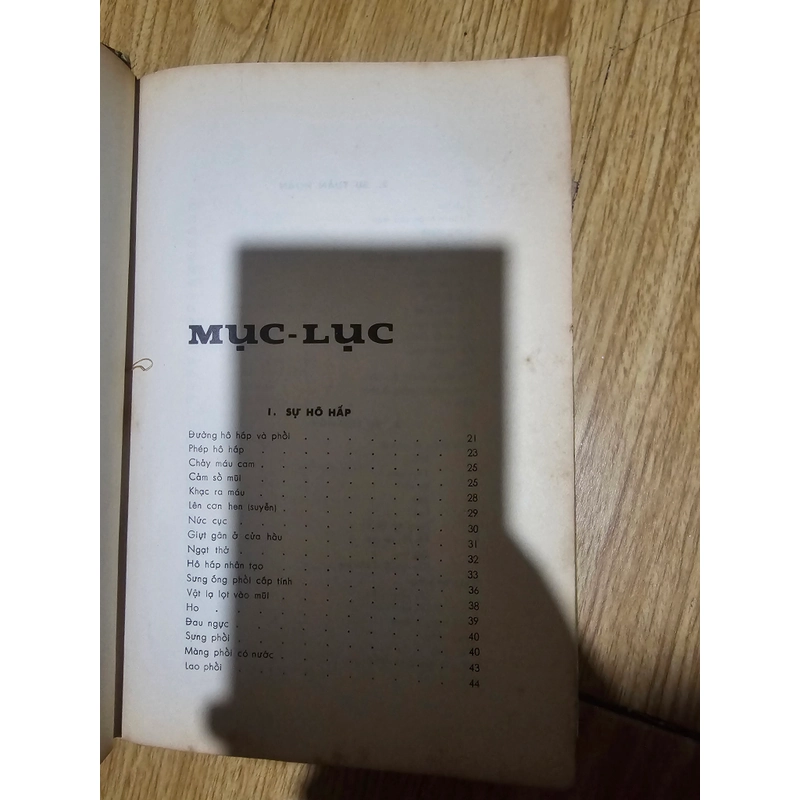 MỤC-LỤC
I. SỰ HÔ HẤP
Đường hô hấp và phổi . . . . . . . 21
Phép hô hấp . . . . . . . . 23
Chảy máu cam . . . . . . . . 25
Cảm sổ mũi . . . . . . . . 25
Khạc ra máu . . . . . . . . 28
Lên cơn hen (suyễn) . . . . . . . 29
Nức cục . . . . . . . . 30
Giựt gân ở cửa hầu . . . . . . . 31
Ngạt thở . . . . . . . . 32
Hô hấp nhân tạo . . . . . . . 33
Sưng ống phổi cấp tính . . . . . . . 36
Vật lạ lọt vào mũi . . . . . . . 38
Ho . . . . . . . . 39
Đau ngực . . . . . . . . 40
Sưng phổi . . . . . . . . 40
Màng phổi có nước . . . . . . . 43
Lao phổi . . . . . . . . 44